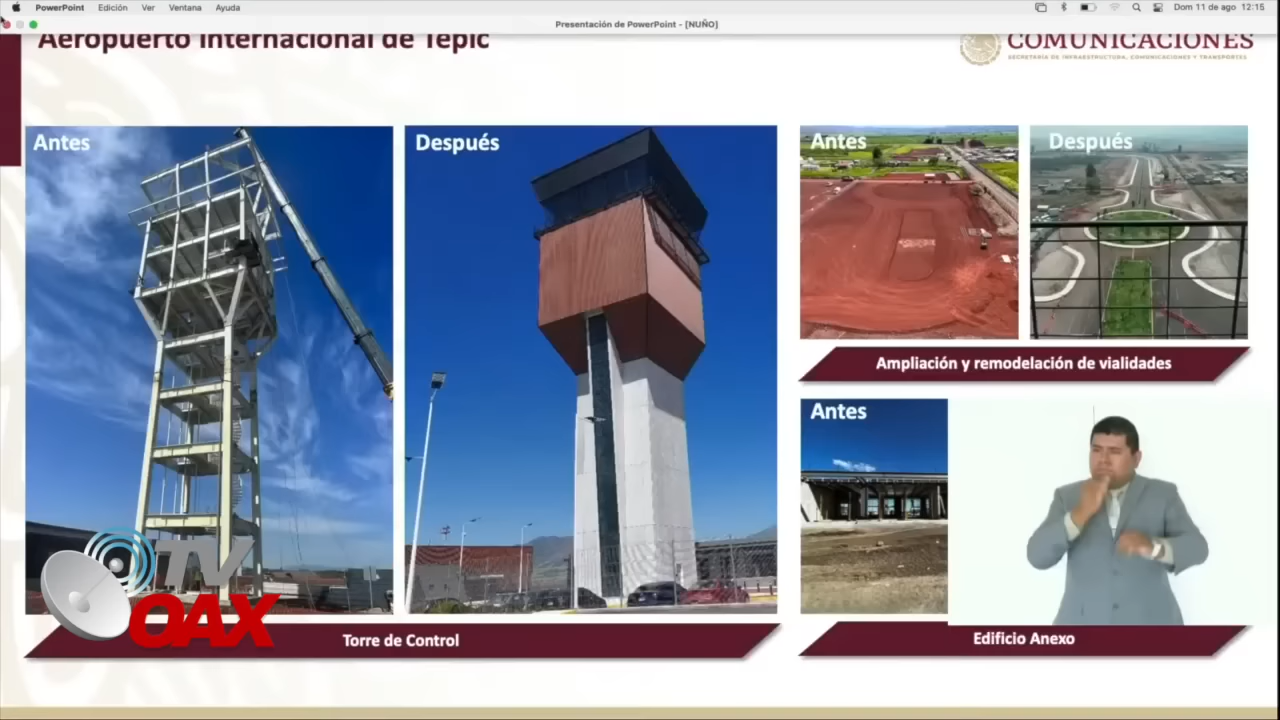 PowerPoint Edición Ver Ventana Ayuda
Dom 11 de ago 12:15
Presentación de PowerPoint - [NUÑO]
Aeropuerto Internacional de Tepic
COMUNICACIONES
SECRETARÍA DE INFRAESTRUCTURA, COMUNICACIONES Y TRANSPORTES
Antes
Después
Antes
Después
Ampliación y remodelación de vialidades
Antes
TV
OAX
Torre de Control
Edificio Anexo